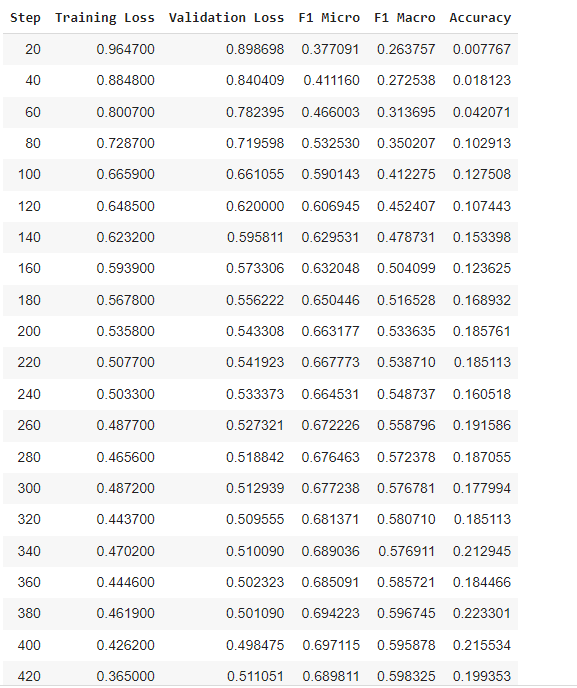 Step Training Loss Validation Loss F1 Micro F1 Macro Accuracy
20 0.964700 0.898698 0.377091 0.263757 0.007767
40 0.884800 0.840409 0.411160 0.272538 0.018123
60 0.800700 0.782395 0.466003 0.313695 0.042071
80 0.728700 0.719598 0.532530 0.350207 0.102913
100 0.665900 0.661055 0.590143 0.412275 0.127508
120 0.648500 0.620000 0.606945 0.452407 0.107443
140 0.623200 0.595811 0.629531 0.478731 0.153398
160 0.593900 0.573306 0.632048 0.504099 0.123625
180 0.567800 0.556222 0.650446 0.516528 0.168932
200 0.535800 0.543308 0.663177 0.533635 0.185761
220 0.507700 0.541923 0.667773 0.538710 0.185113
240 0.503300 0.533373 0.664531 0.548737 0.160518
260 0.487700 0.527321 0.672226 0.558796 0.191586
280 0.465600 0.518842 0.676463 0.572378 0.187055
300 0.487200 0.512939 0.677238 0.576781 0.177994
320 0.443700 0.509555 0.681371 0.580710 0.185113
340 0.470200 0.510090 0.689036 0.576911 0.212945
360 0.444600 0.502323 0.685091 0.585721 0.184466
380 0.461900 0.501090 0.694223 0.596745 0.223301
400 0.426200 0.498475 0.697115 0.595878 0.215534
420 0.365000 0.511051 0.689811 0.598325 0.199353